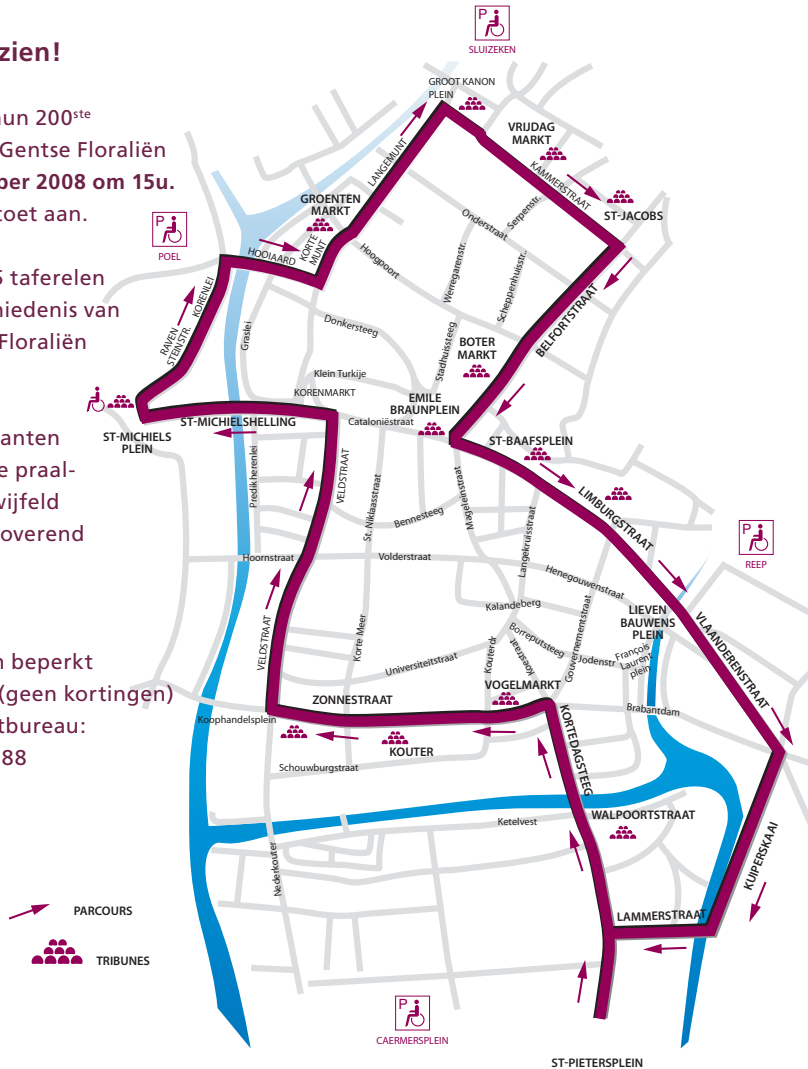 zien!
nun 200ste
Gentse Floraliën
ber 2008 om 15u.
toet aan.
5 taferelen
hiedenis van
Floraliën
anten
e praal-
wijfeld
overend
n beperkt
(geen kortingen)
tbureau:
88
P
SLUIZEKEN
GROOT KANON
PLEIN
VRIJDAG
MARKT
KAMMERSTRAAT
ST-JACOBS
LANGEMUNT
GROENTEN
MARKT
P
POEL
HOOIAARD
KORTE
MUNT
Onderstraat
Serpenstr.
Hoogpoort
Werregarenstr.
Scheppenhuisstr.
BELFORTSTRAAT
RAVEN
STEINSTR.
KORENLEI
Graslei
Donkersteeg
Stadhuissteeg
BOTER
MARKT
Klein Turkije
KORENMARKT
EMILE
BRAUNPLEIN
Cataloniëstraat
ST-MICHIELSHELLING
ST-MICHIELS
PLEIN
ST-BAAFSPLEIN
LIMBURGSTRAAT
Predikherenlei
VELDSTRAAT
St. Niklaasstraat
Bennesteeg
Mageleinstraat
Langekruisstraat
P
REEP
Hoornstraat
Volderstraat
Henegouwenstraat
Kalandeberg
Gouvernementstraat
LIEVEN
BAUWENS
PLEIN
VLAANDERENSTRAAT
VELDSTRAAT
Korte Meer
Universiteitstraat
Kouterdr
Koestraat
Borreputsteeg
Jodenstr
François
Laurent
plein
ZONNESTRAAT
VOGELMARKT
Brabantdam
Koophandelsplein
KOUTER
KORTEDAGSTEEG
Schouwburgstraat
Ketelvest
WALPOORTSTRAAT
KUIPERSKAAI
Nederkouter
LAMMERSTRAAT
PARCOURS
TRIBUNES
P
CAERMERSPLEIN
ST-PIETERSPLEIN